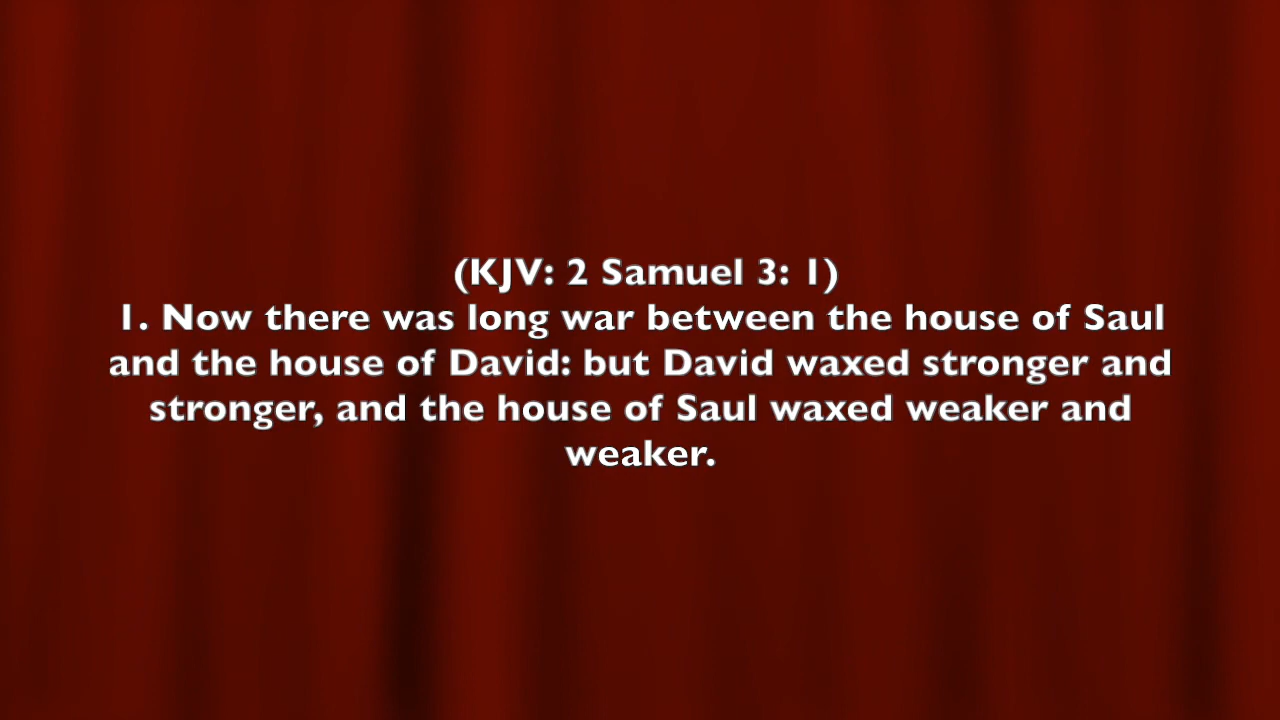 (KJV: 2 Samuel 3: 1)
1. Now there was long war between the house of Saul
and the house of David: but David waxed stronger and
stronger, and the house of Saul waxed weaker and
weaker.